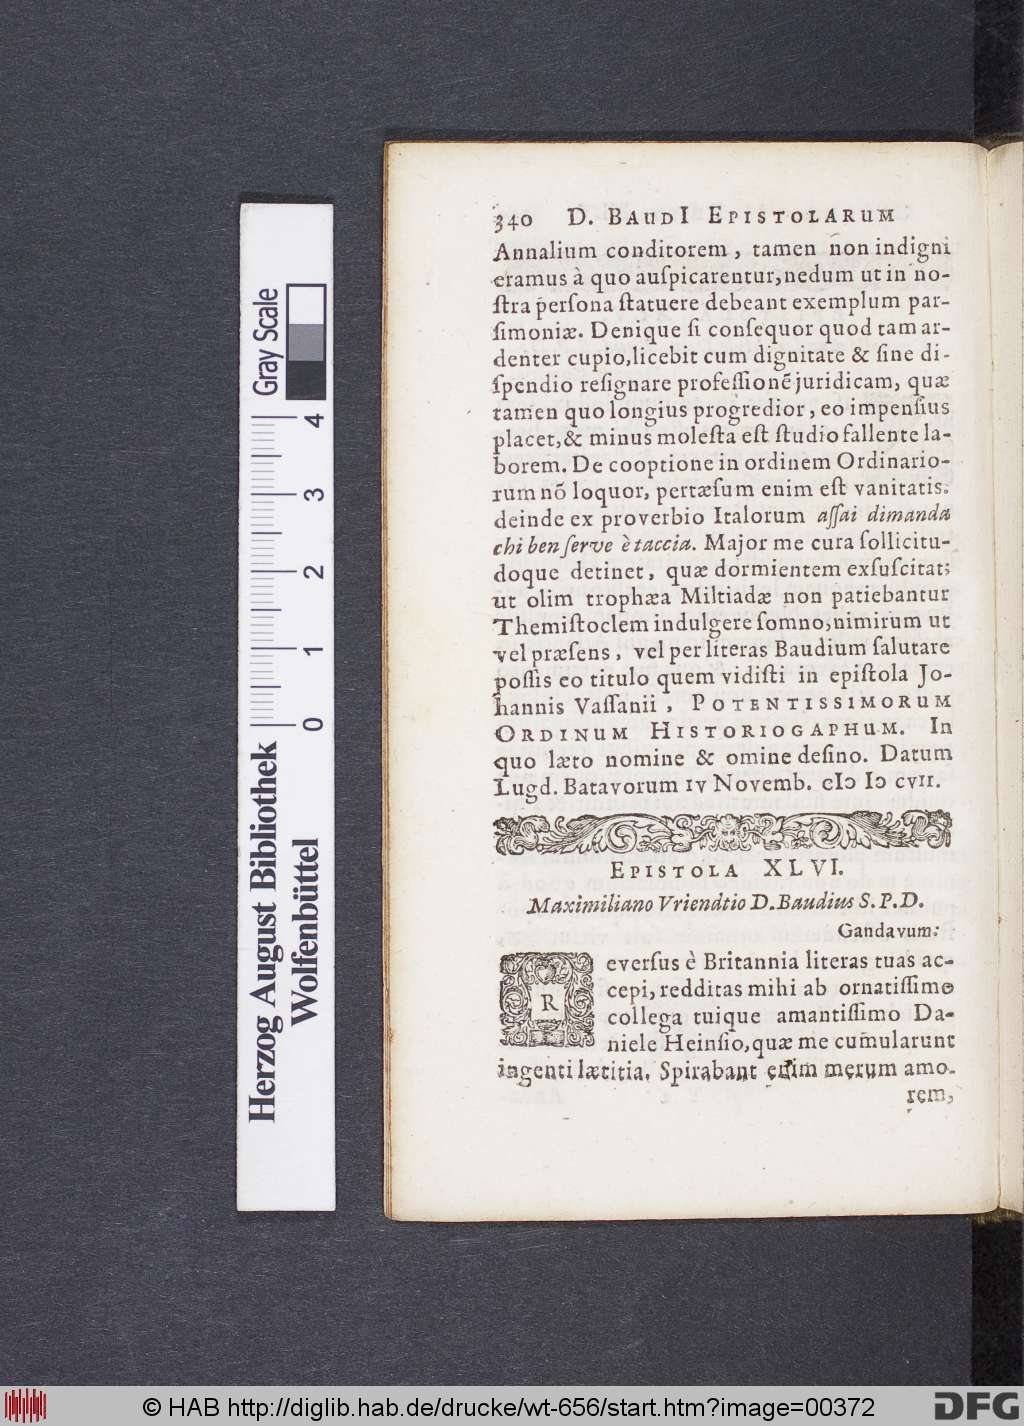 340 D. BAUDI EPISTOLARUM
Annalium conditorem, tamen non indigni
eramus à quo auſpicarentur, nedum ut in no-
ſtra perſona ſtatuere debeant exemplum par-
ſimoniæ. Denique ſi conſequor quod tam ar-
denter cupio, licebit cum dignitate & ſine di-
ſpendio reſignare profeſſionẽ juridicam, quæ
tamen quo longius progredior, eo impenſius
placet, & minus moleſta eſt ſtudio fallente la-
borem. De cooptione in ordinem Ordinario-
rum nõ loquor, pertæſum enim eſt vanitatis.
deinde ex proverbio Italorum aſſai dimanda
chi ben ſerve è taccia. Major me cura ſollicitu-
doque detinet, quæ dormientem exſuſcitat;
ut olim trophæa Miltiadæ non patiebantur
Themiſtoclem indulgere ſomno, nimirum ut
vel præſens, vel per literas Baudium ſalutare
poſſis eo titulo quem vidiſti in epiſtola Jo-
hannis Vaſſanii, POTENTISSIMORUM
ORDINUM HISTORIOGAPHUM. In
quo læto nomine & omine deſino. Datum
Lugd. Batavorum IV Novemb. cIɔ Iɔ cvII.
EPISTOLA XLVI.
Maximiliano Vriendtio D. Baudius S. P. D.
Gandavum:
Reverſus è Britannia literas tuas ac-
cepi, redditas mihi ab ornatiſſimo
collega tuique amantiſſimo Da-
niele Heinſio, quæ me cumularunt
ingenti lætitia. Spirabant enim merum amo-
rem,
Gray Scale
4
3
2
1
0
Herzog August Bibliothek
Wolfenbüttel
© HAB http://diglib.hab.de/drucke/wt-656/start.htm?image=00372
DFG